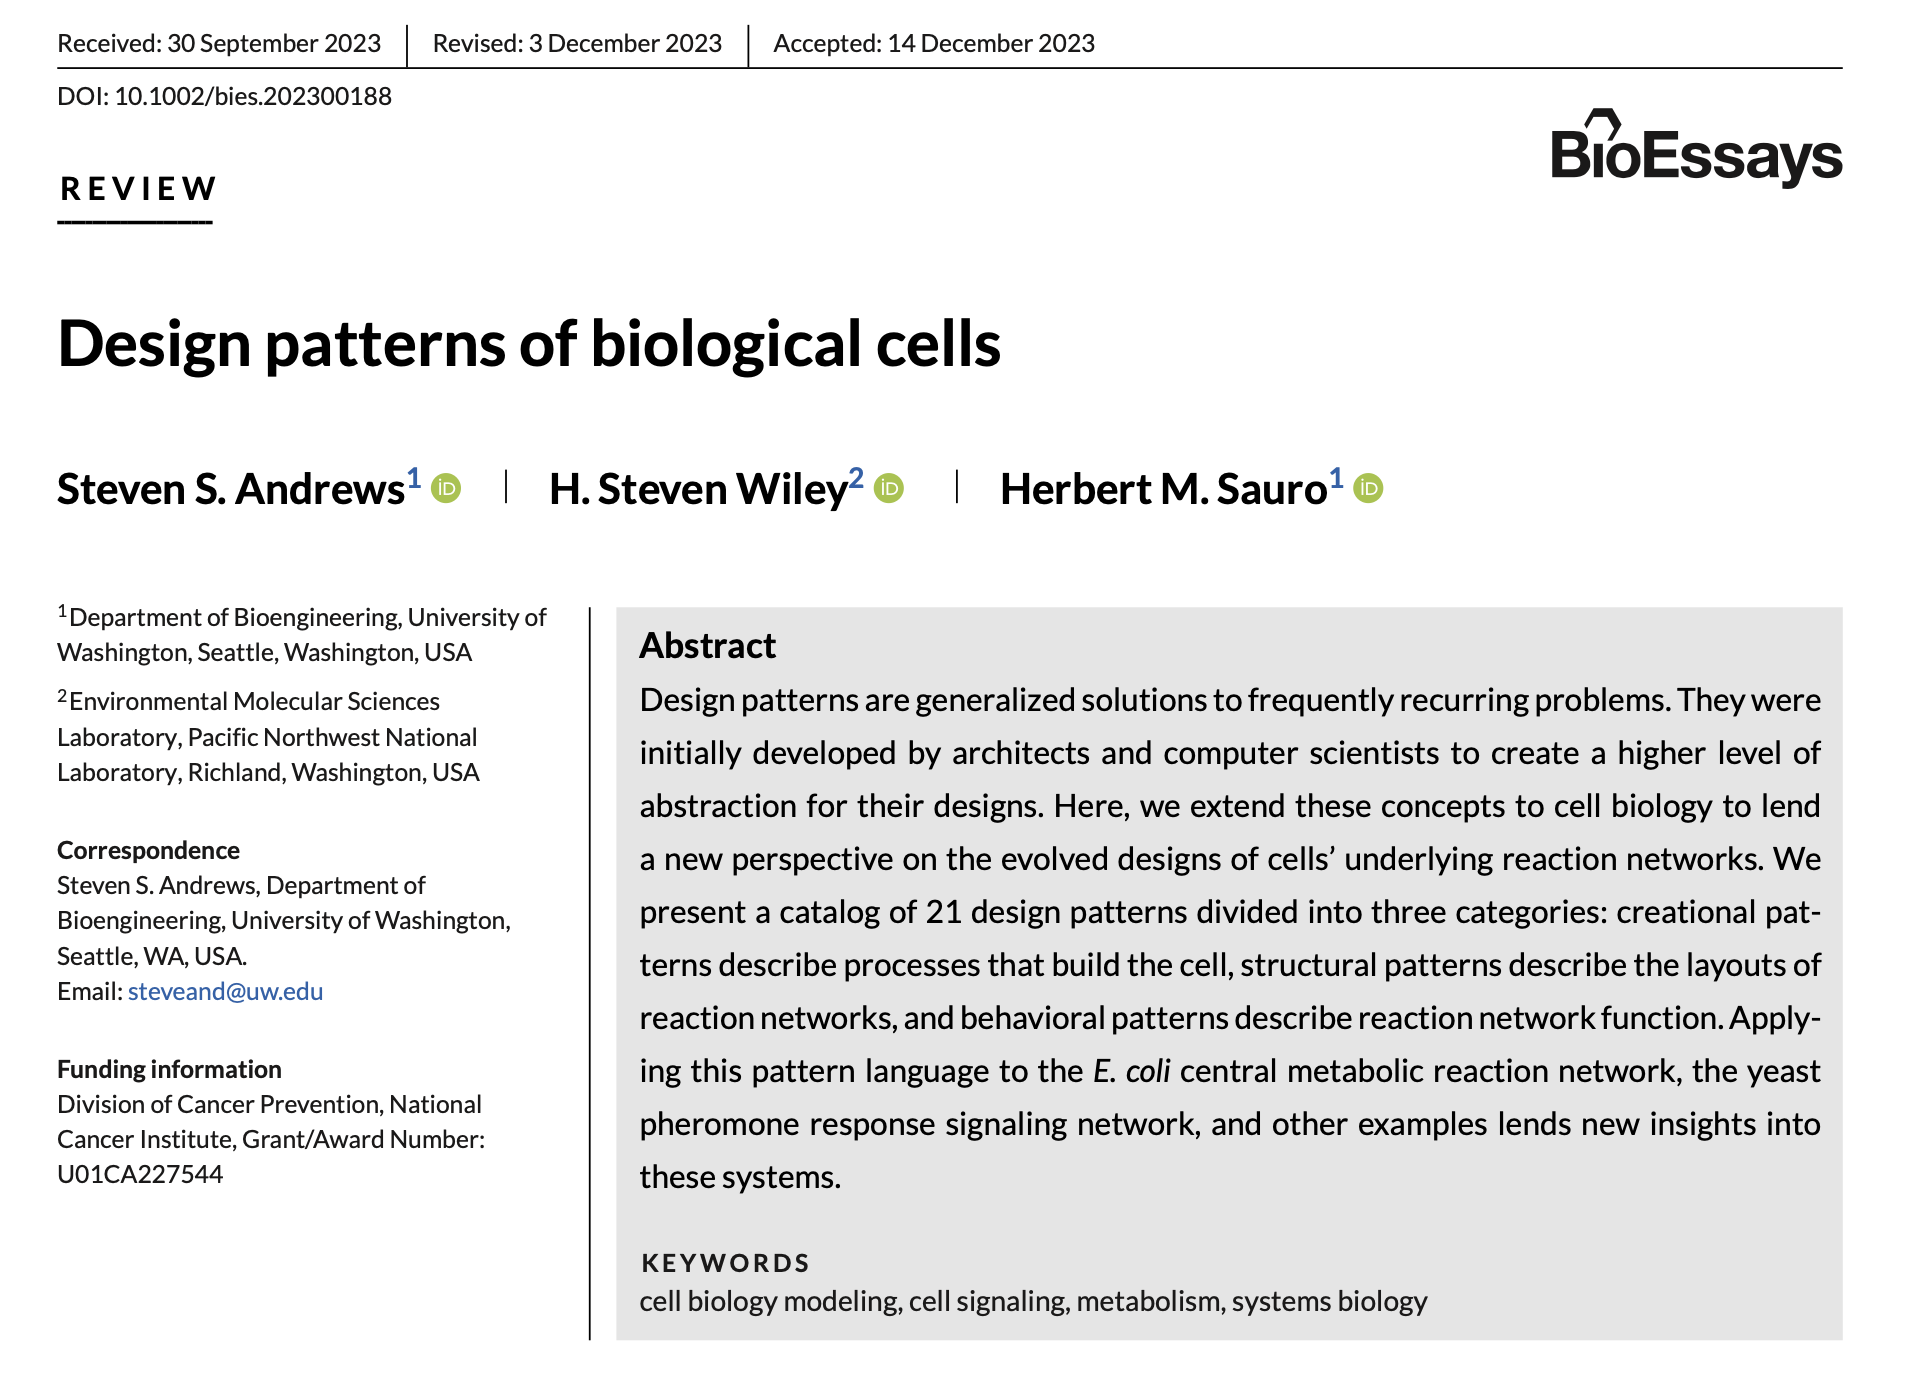 Received: 30 September 2023 Revised: 3 December 2023 Accepted: 14 December 2023
DOI: 10.1002/bies.202300188
BioEssays
REVIEW
Design patterns of biological cells
Steven S. Andrews1 iD H. Steven Wiley2 iD Herbert M. Sauro1 iD
1Department of Bioengineering, University of
Washington, Seattle, Washington, USA
2Environmental Molecular Sciences
Laboratory, Pacific Northwest National
Laboratory, Richland, Washington, USA
Correspondence
Steven S. Andrews, Department of
Bioengineering, University of Washington,
Seattle, WA, USA.
Email: steveand@uw.edu
Funding information
Division of Cancer Prevention, National
Cancer Institute, Grant/Award Number:
U01CA227544
Abstract
Design patterns are generalized solutions to frequently recurring problems. They were
initially developed by architects and computer scientists to create a higher level of
abstraction for their designs. Here, we extend these concepts to cell biology to lend
a new perspective on the evolved designs of cells’ underlying reaction networks. We
present a catalog of 21 design patterns divided into three categories: creational pat-
terns describe processes that build the cell, structural patterns describe the layouts of
reaction networks, and behavioral patterns describe reaction network function. Apply-
ing this pattern language to the E. coli central metabolic reaction network, the yeast
pheromone response signaling network, and other examples lends new insights into
these systems.
KEYWORDS
cell biology modeling, cell signaling, metabolism, systems biology